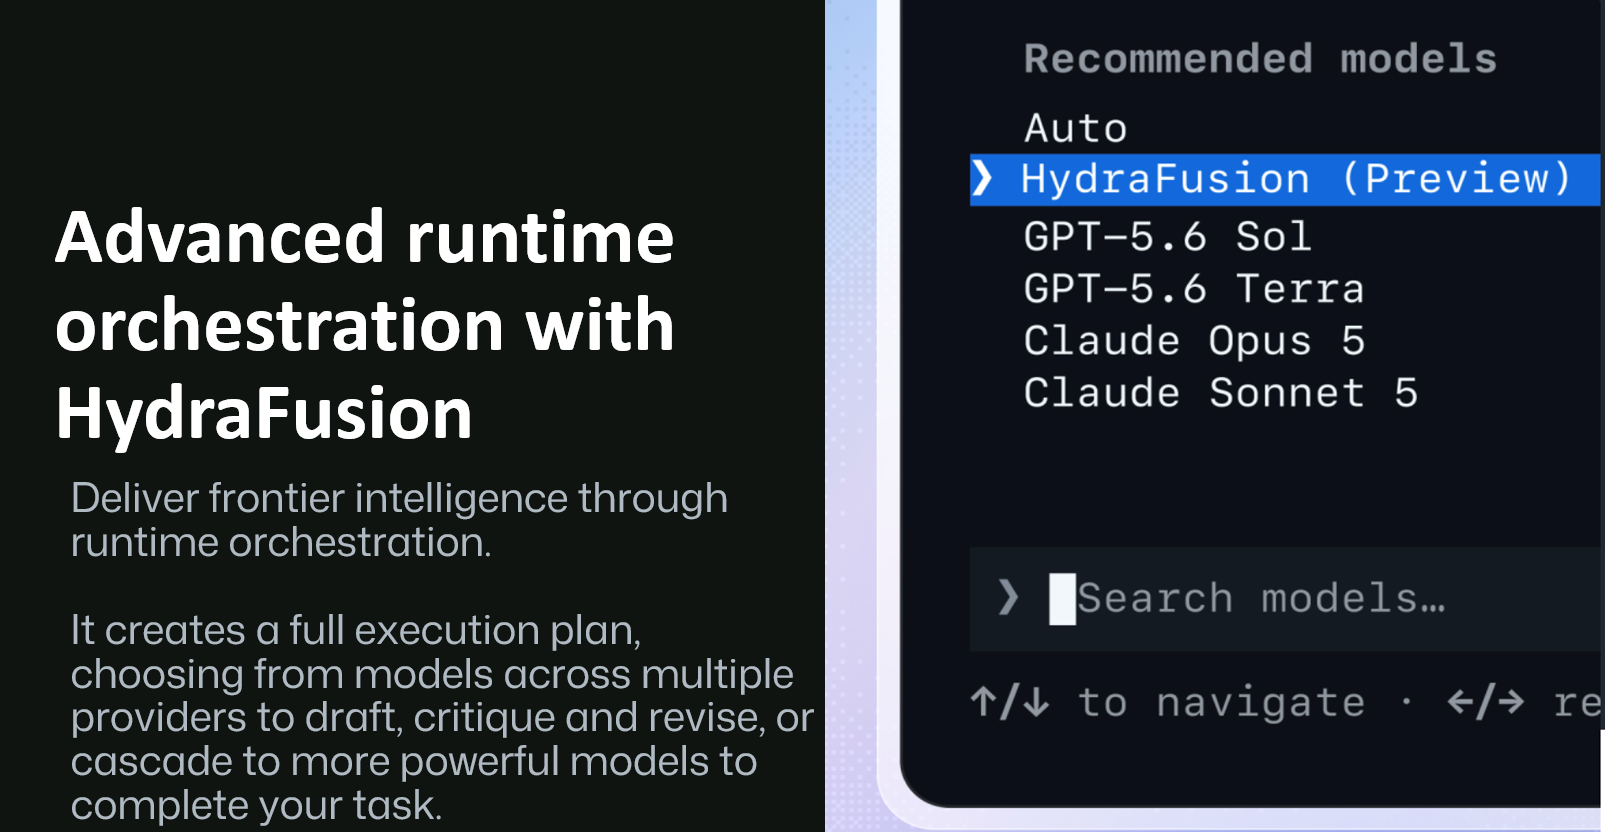 Advanced runtime
orchestration with
HydraFusion
Deliver frontier intelligence through
runtime orchestration.
It creates a full execution plan,
choosing from models across multiple
providers to draft, critique and revise, or
cascade to more powerful models to
complete your task.
Recommended models
Auto
❯ HydraFusion (Preview)
GPT-5.6 Sol
GPT-5.6 Terra
Claude Opus 5
Claude Sonnet 5
❯ Search models…
↑/↓ to navigate · ←/→ re